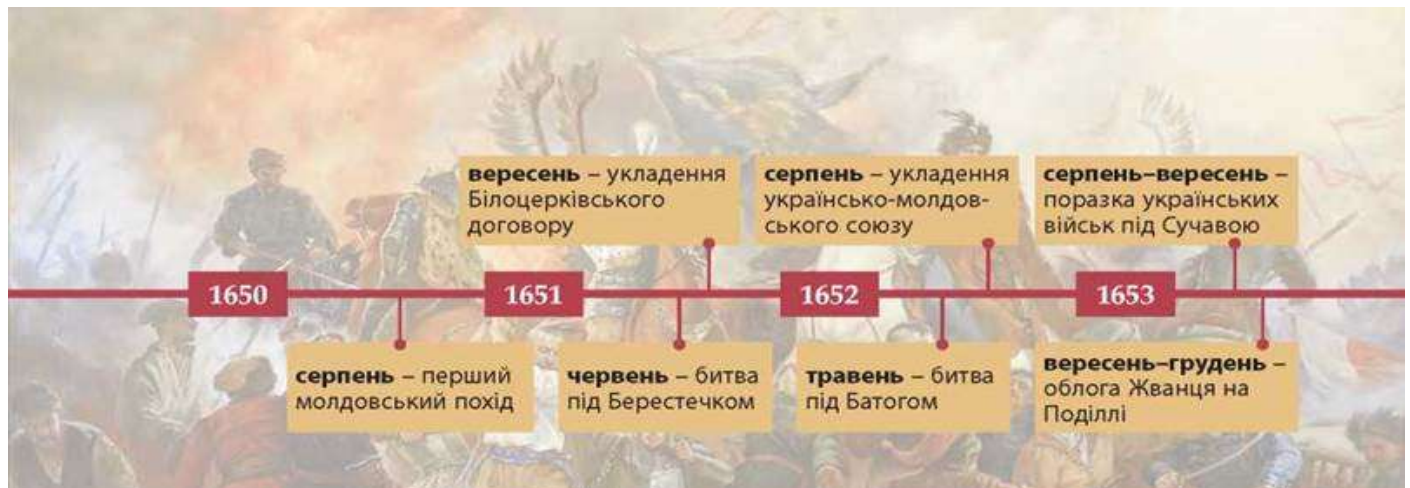 вересень – укладення
Білоцерківського
договору
серпень – укладення
українсько-молдов-
ського союзу
серпень–вересень –
поразка українських
військ під Сучавою
1650
1651
1652
1653
серпень – перший
молдовський похід
червень – битва
під Берестечком
травень – битва
під Батогом
вересень–грудень –
облога Жванця на
Поділлі